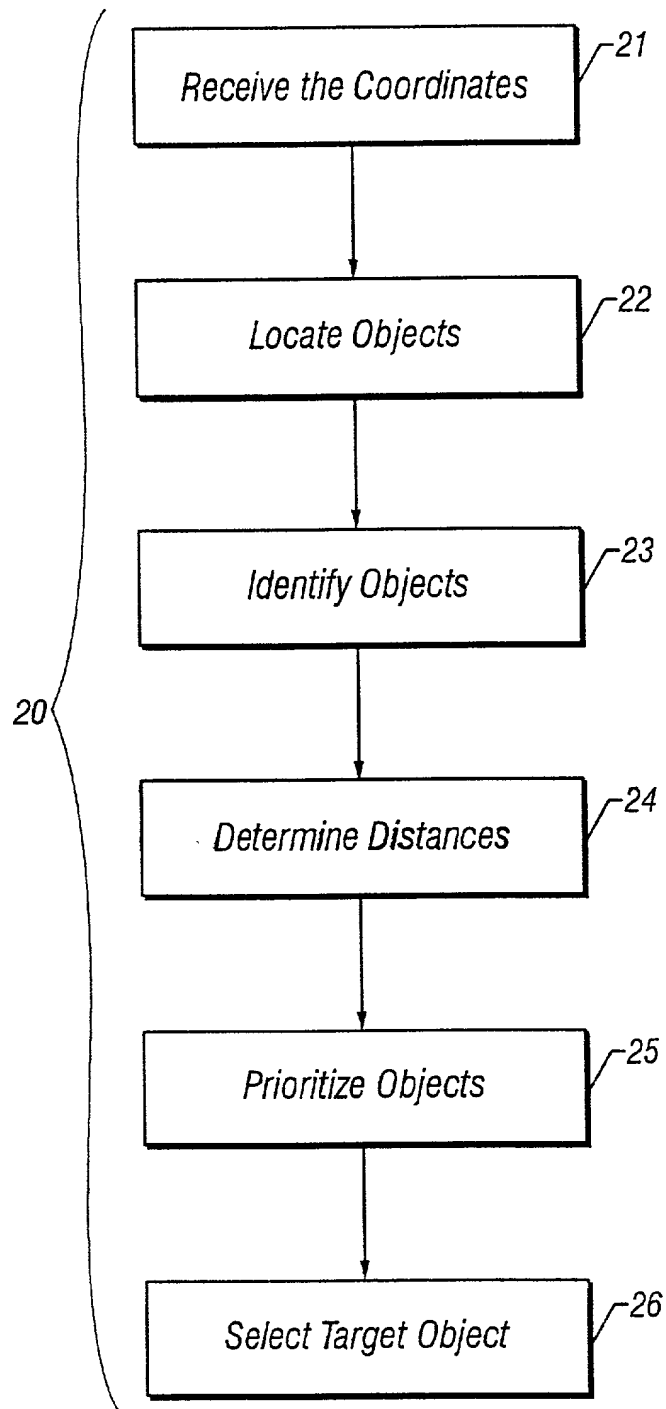 21
Receive the Coordinates
22
Locate Objects
23
Identify Objects
20
24
Determine Distances
25
Prioritize Objects
26
Select Target Object